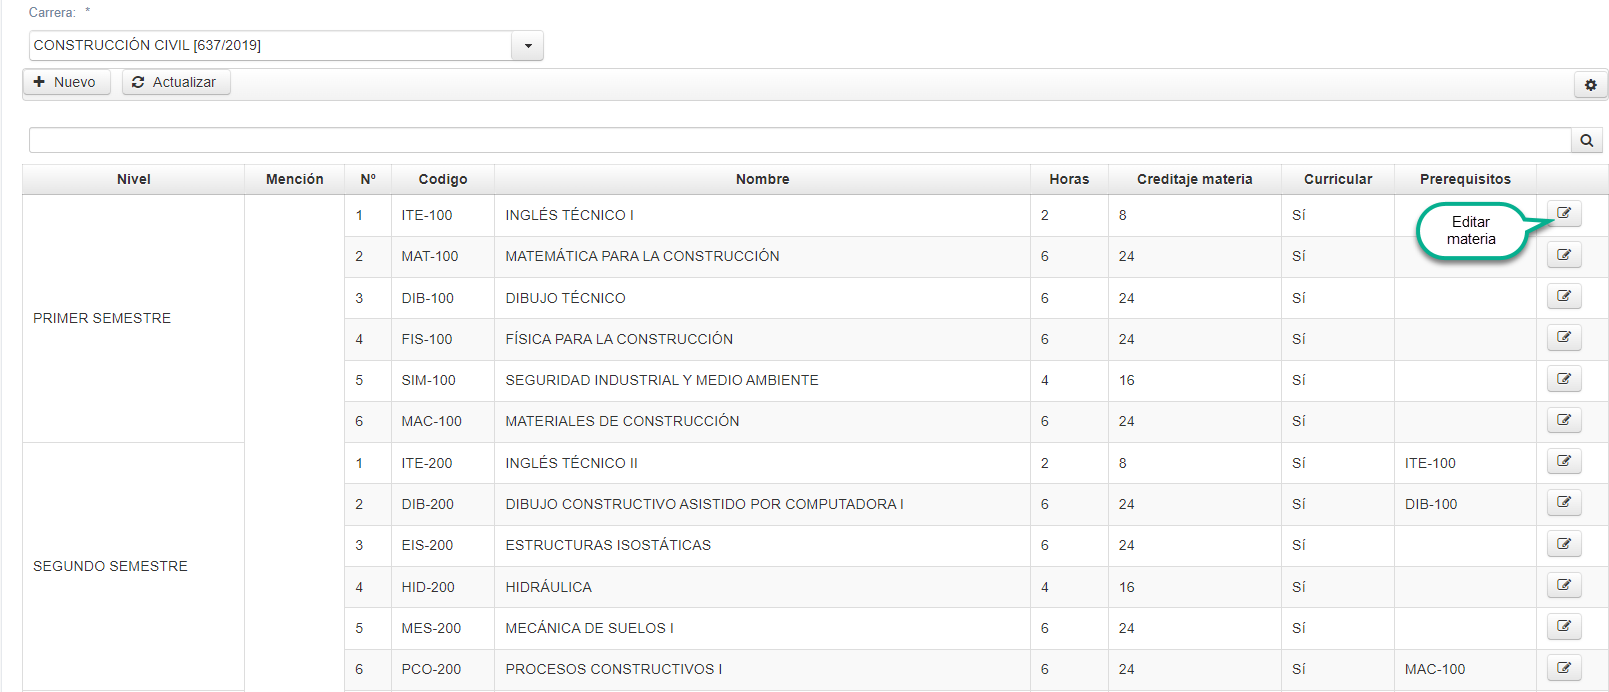 Carrera: *
CONSTRUCCIÓN CIVIL [637/2019]
Nuevo Actualizar
Nivel Mención Nº Codigo Nombre Horas Creditaje materia Curricular Prerequisitos
PRIMER SEMESTRE
1 ITE-100 INGLÉS TÉCNICO I 2 8 Sí
Editar
materia
2 MAT-100 MATEMÁTICA PARA LA CONSTRUCCIÓN 6 24 Sí
3 DIB-100 DIBUJO TÉCNICO 6 24 Sí
4 FIS-100 FÍSICA PARA LA CONSTRUCCIÓN 6 24 Sí
5 SIM-100 SEGURIDAD INDUSTRIAL Y MEDIO AMBIENTE 4 16 Sí
6 MAC-100 MATERIALES DE CONSTRUCCIÓN 6 24 Sí
SEGUNDO SEMESTRE
1 ITE-200 INGLÉS TÉCNICO II 2 8 Sí ITE-100
2 DIB-200 DIBUJO CONSTRUCTIVO ASISTIDO POR COMPUTADORA I 6 24 Sí DIB-100
3 EIS-200 ESTRUCTURAS ISOSTÁTICAS 6 24 Sí
4 HID-200 HIDRÁULICA 4 16 Sí
5 MES-200 MECÁNICA DE SUELOS I 6 24 Sí
6 PCO-200 PROCESOS CONSTRUCTIVOS I 6 24 Sí MAC-100